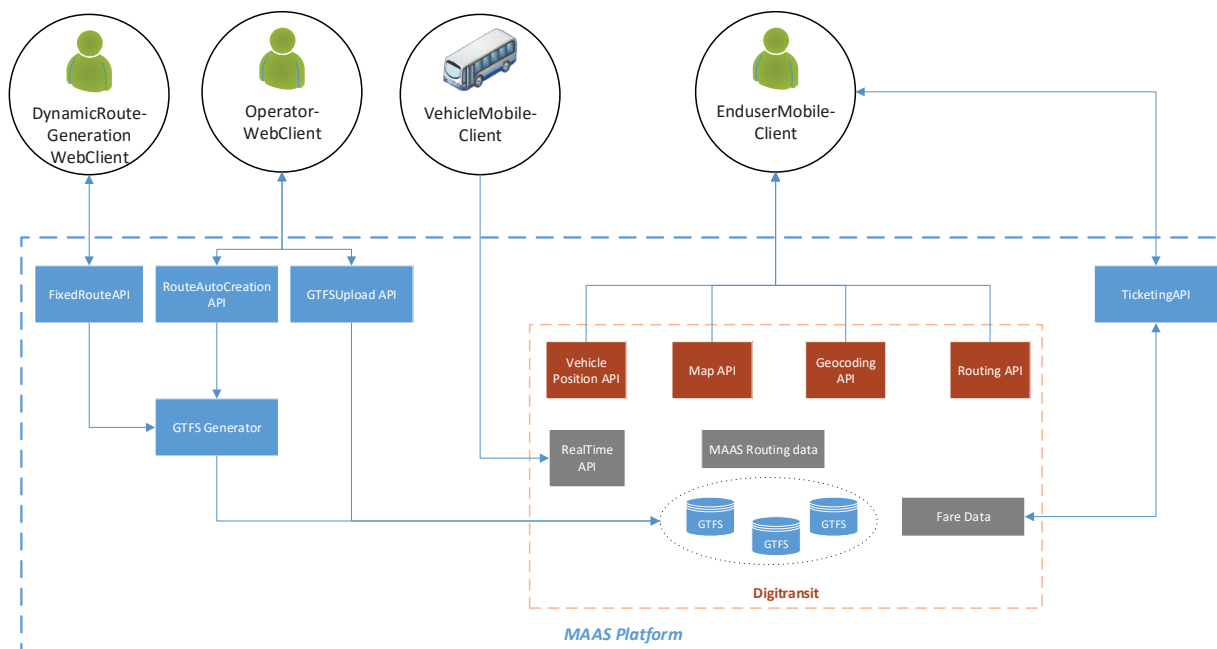 DynamicRoute-
Generation
WebClient
Operator-
WebClient
VehicleMobile-
Client
EnduserMobile-
Client
FixedRouteAPI
RouteAutoCreation
API
GTFSUpload API
TicketingAPI
Vehicle
Position API
Map API
Geocoding
API
Routing API
GTFS Generator
RealTime
API
MAAS Routing data
GTFS
GTFS
GTFS
Fare Data
Digitransit
MAAS Platform